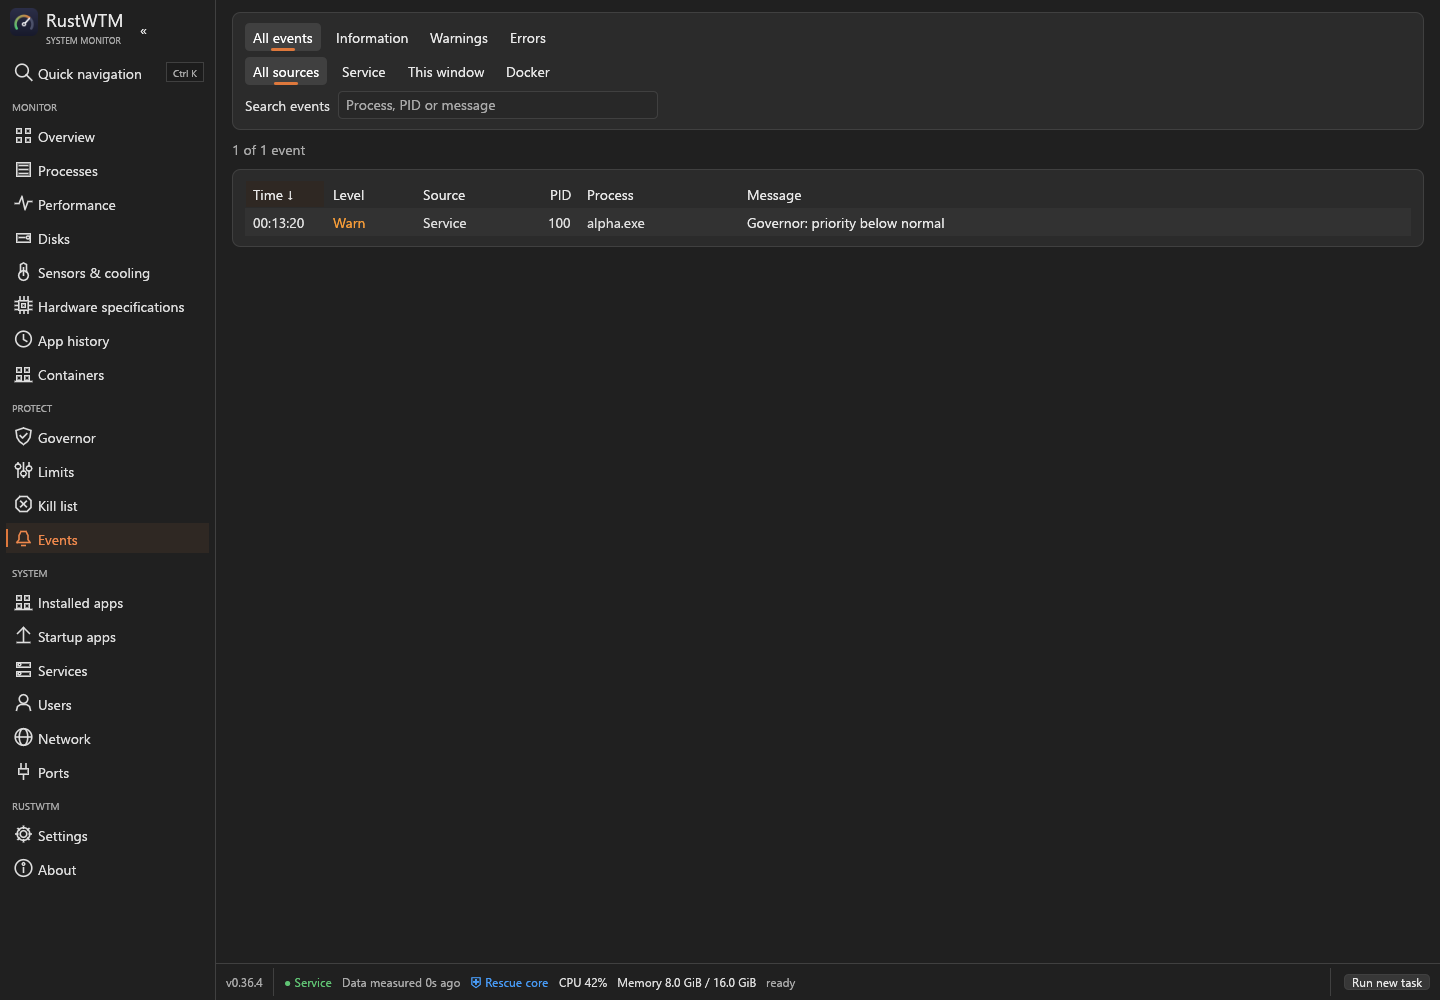 RustWTM
SYSTEM MONITOR
«
Quick navigation Ctrl K
MONITOR
Overview
Processes
Performance
Disks
Sensors & cooling
Hardware specifications
App history
Containers
PROTECT
Governor
Limits
Kill list
Events
SYSTEM
Installed apps
Startup apps
Services
Users
Network
Ports
RUSTWTM
Settings
About
All events Information Warnings Errors
All sources Service This window Docker
Search events Process, PID or message
1 of 1 event
Time ↓ Level Source PID Process Message
00:13:20 Warn Service 100 alpha.exe Governor: priority below normal
v0.36.4 ● Service Data measured 0s ago Rescue core CPU 42% Memory 8.0 GiB / 16.0 GiB ready Run new task